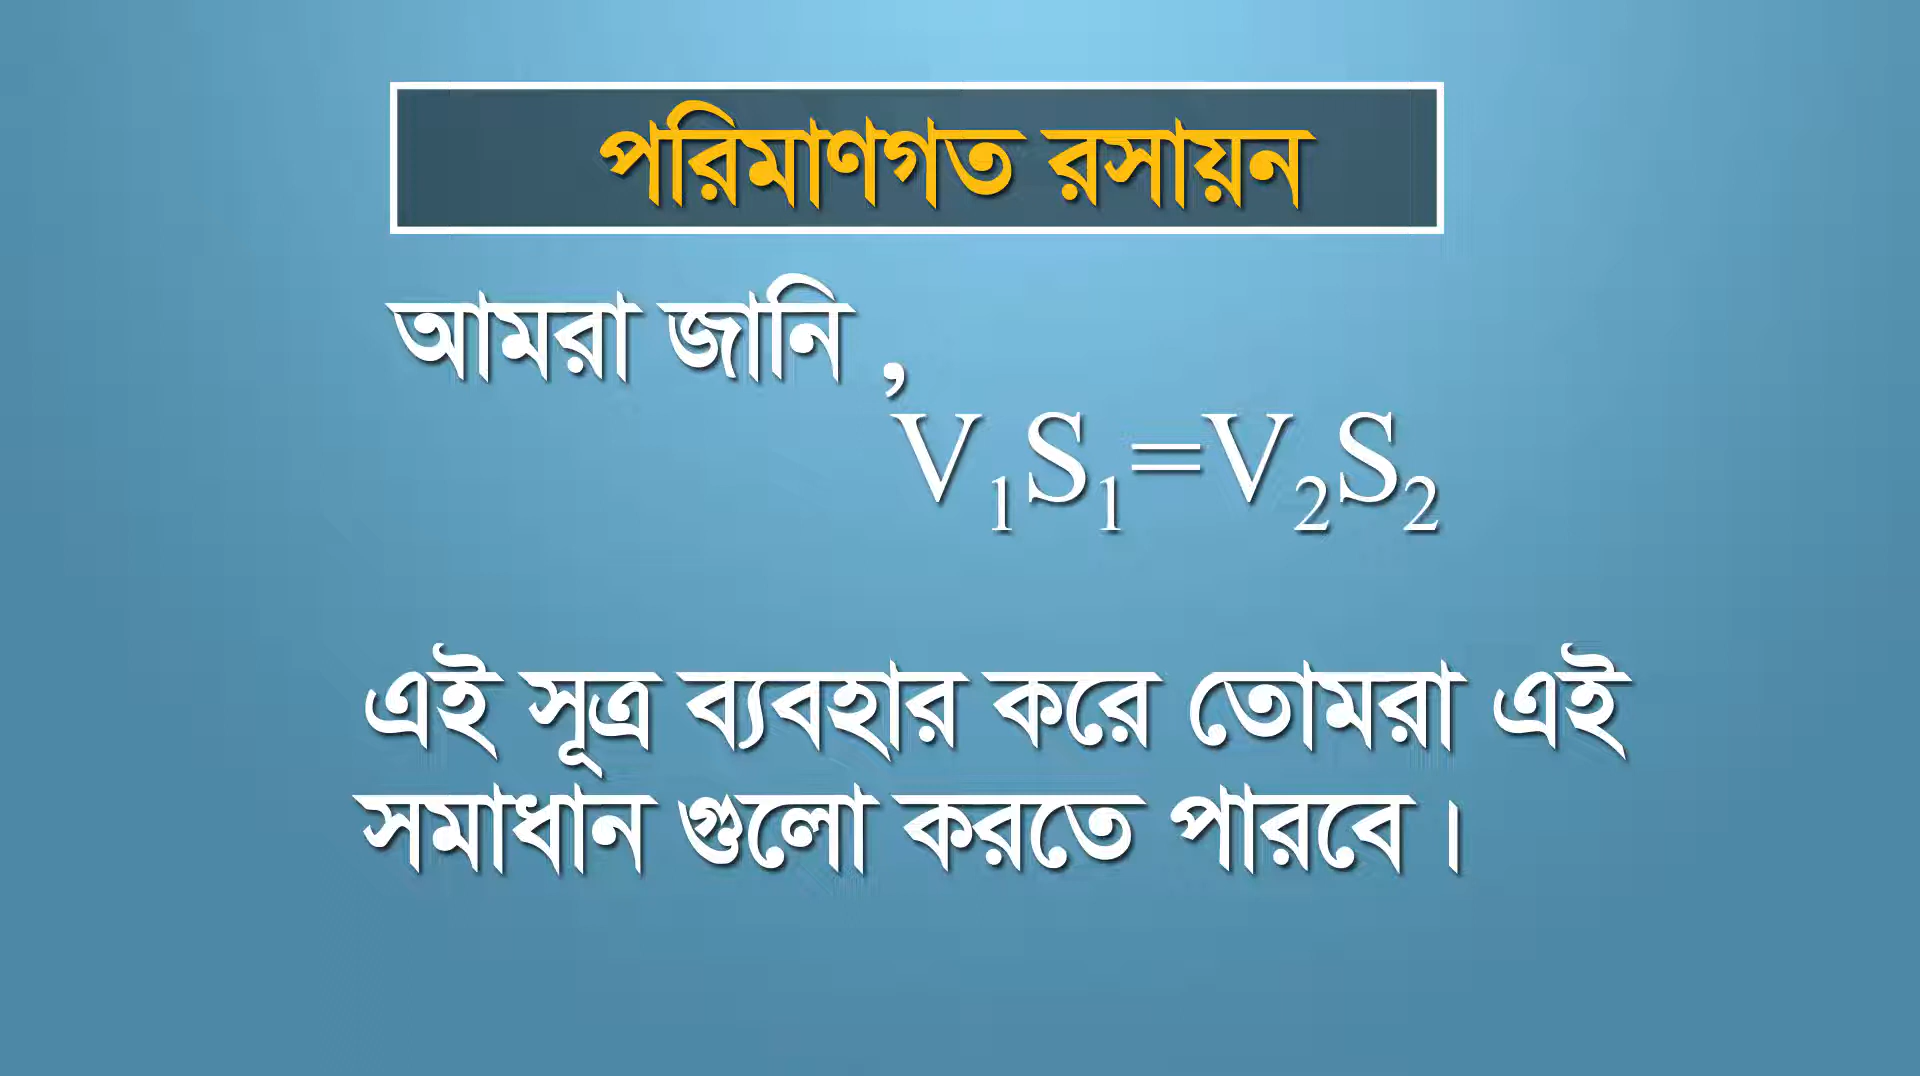 পরিমাণগত রসায়ন
আমরা জানি ,
V₁S₁=V₂S₂
এই সূত্র ব্যবহার করে তোমরা এই
সমাধান গুলো করতে পারবে।